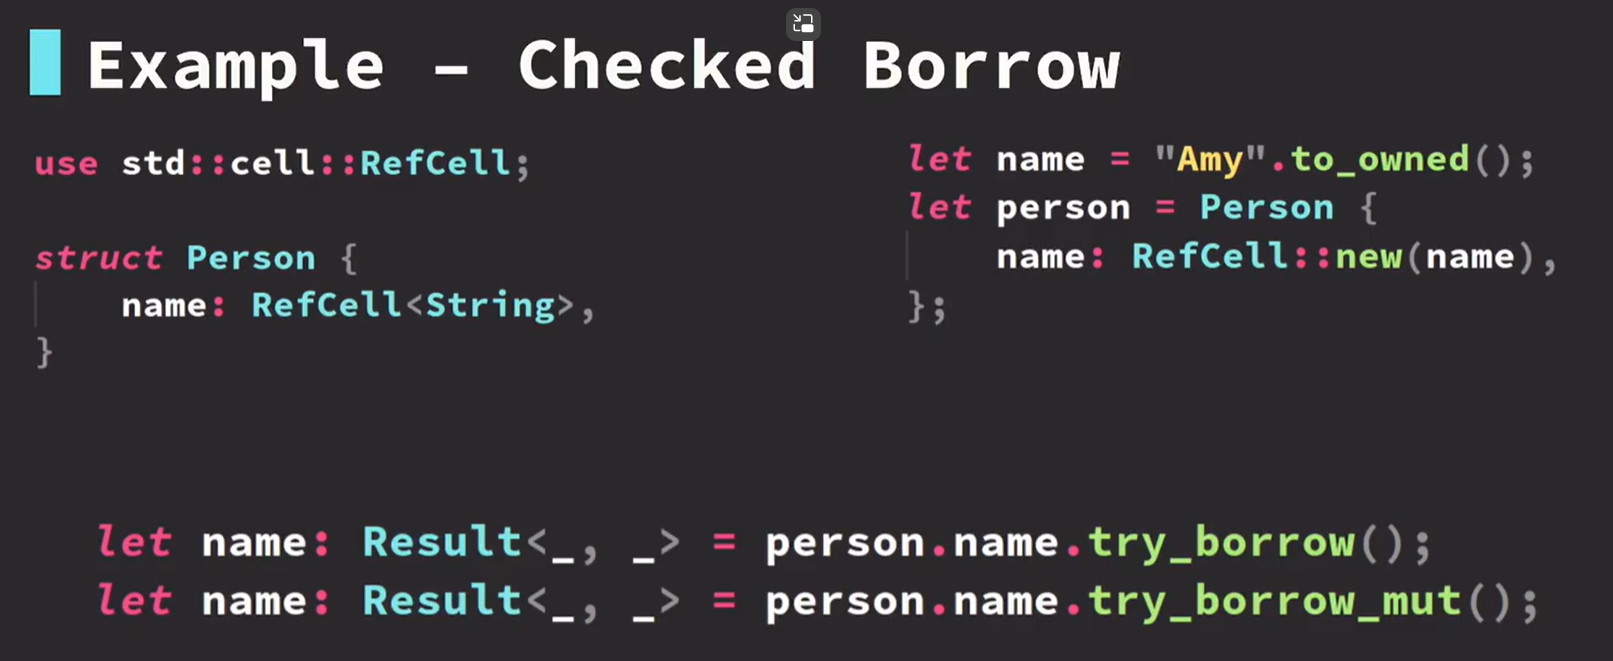 Example – Checked Borrow
use std::cell::RefCell;
struct Person {
    name: RefCell<String>,
}
let name = "Amy".to_owned();
let person = Person {
    name: RefCell::new(name),
};
let name: Result<_, _> = person.name.try_borrow();
let name: Result<_, _> = person.name.try_borrow_mut();